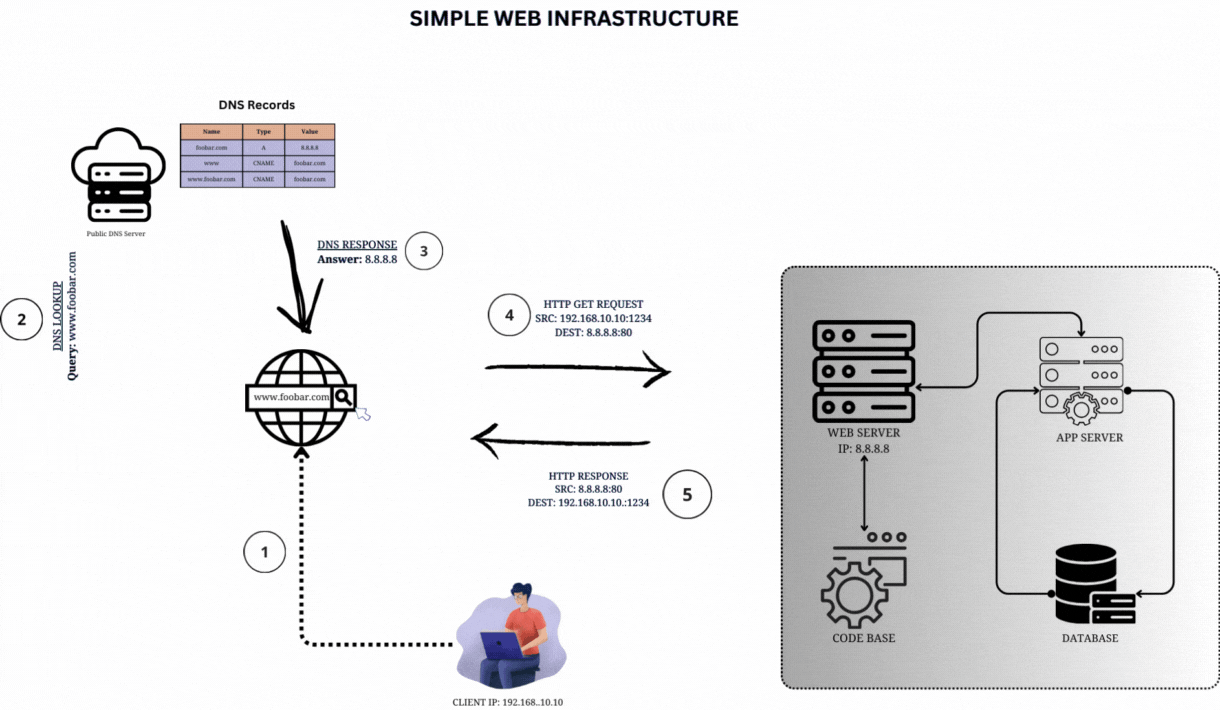 SIMPLE WEB INFRASTRUCTURE
DNS Records
Name Type Value
foobar.com A 8.8.8.8
www CNAME foobar.com
www.foobar.com CNAME foobar.com
Public DNS Server
DNS RESPONSE
Answer: 8.8.8.8
3
2
DNS LOOKUP
Query: www.foobar.com
4
HTTP GET REQUEST
SRC: 192.168.10.10:1234
DEST: 8.8.8.8:80
www.foobar.com
HTTP RESPONSE
SRC: 8.8.8.8:80
DEST: 192.168.10.10.:1234
5
1
CLIENT IP: 192.168..10.10
WEB SERVER
IP: 8.8.8.8
APP SERVER
CODE BASE
DATABASE